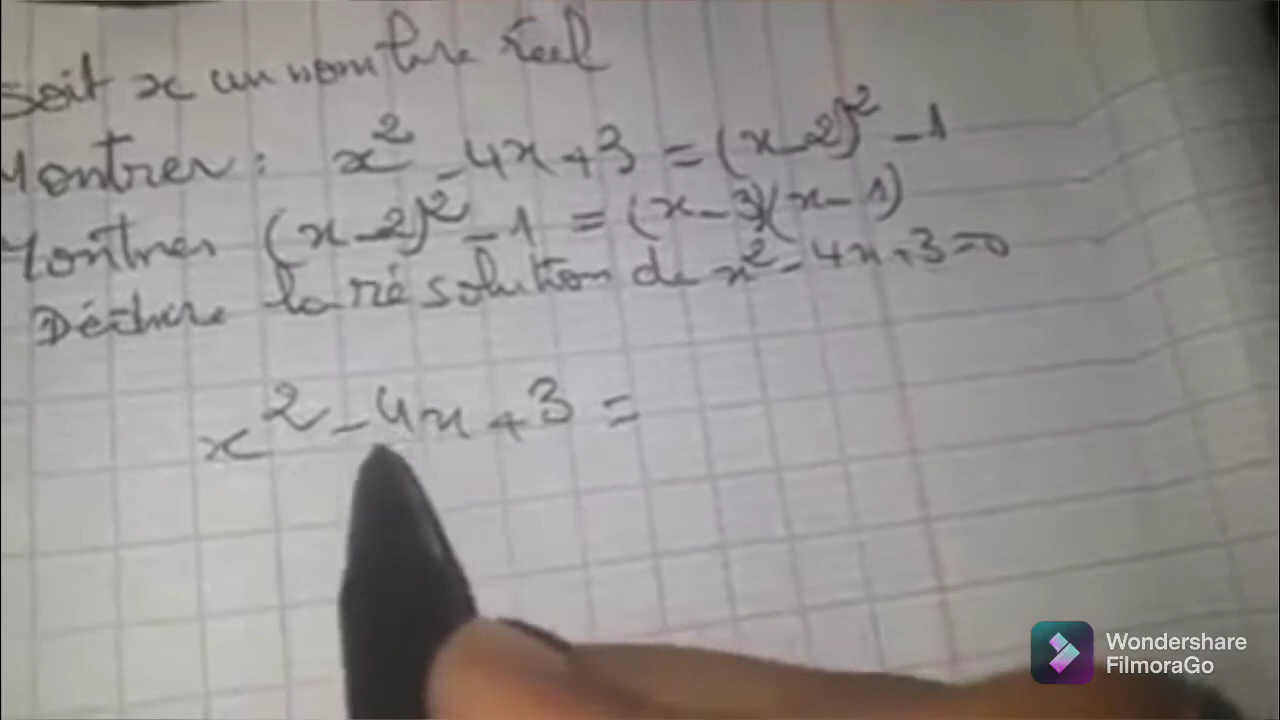 Soit x un nombre réel
Montrer : x² - 4x + 3 = (x - 2)² - 1
Montrer (x - 2)² - 1 = (x - 3)(x - 1)
Déduire la résolution de x² - 4x + 3 = 0
x² - 4x + 3 =
Wondershare
FilmoraGo